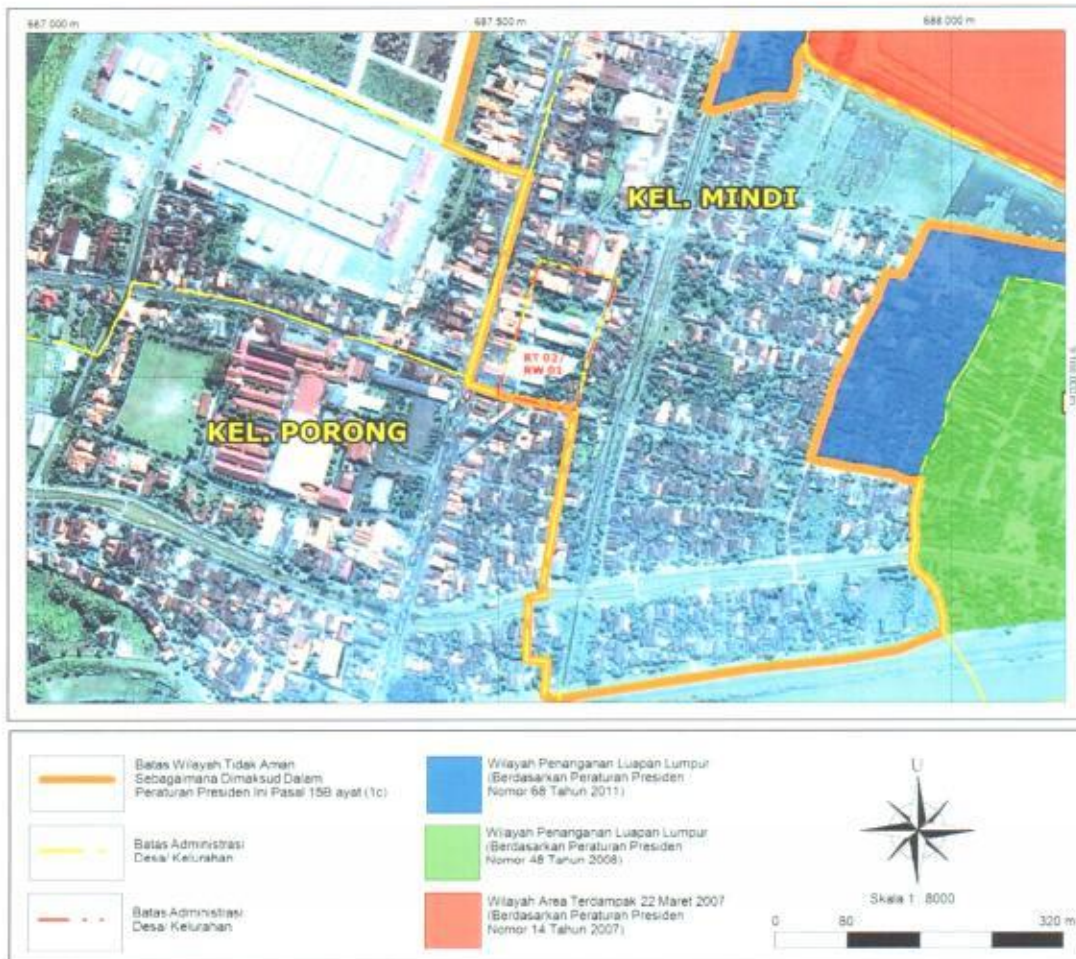 687 000 m
687 500 m
688 000 m
KEL. MINDI
RT 02/
RW 01
KEL. PORONG
Batas Wilayah Tidak Aman
Sebagaimana Dimaksud Dalam
Peraturan Presiden Ini Pasal 15B ayat (1c)
Batas Administrasi
Desa/ Kelurahan
Batas Administrasi
Desa/ Kelurahan
Wilayah Penanganan Luapan Lumpur
(Berdasarkan Peraturan Presiden
Nomor 68 Tahun 2011)
Wilayah Penanganan Luapan Lumpur
(Berdasarkan Peraturan Presiden
Nomor 48 Tahun 2008)
Wilayah Area Terdampak 22 Maret 2007
(Berdasarkan Peraturan Presiden
Nomor 14 Tahun 2007)
U
Skala 1 : 8000
0 80 320 m